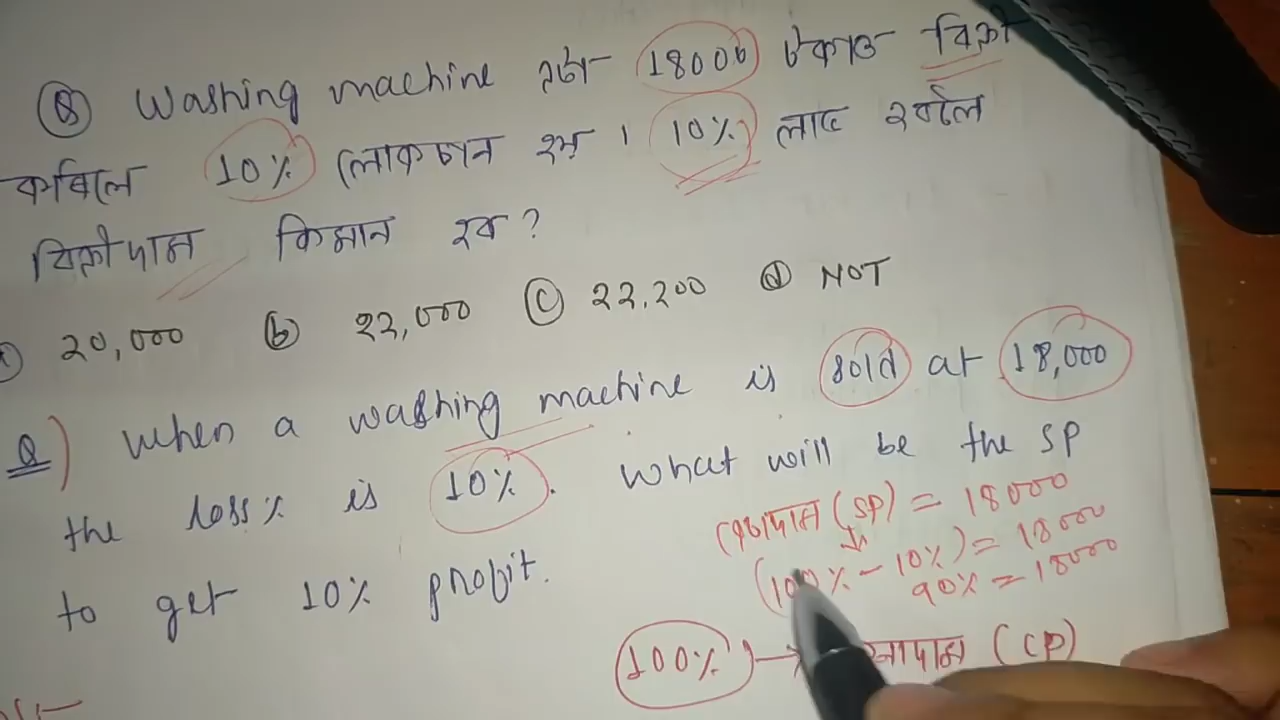 Ⓠ Washing machine এটা 18000 টকাত বিক্ৰী
কৰিলে 10% লোকচান হয় । 10% লাভ হবলৈ
বিক্ৰীদাম কিমান হব ?
20,000 ⓑ 22,000 ⓒ 22,200 ⓓ NOT
Q) When a washing machine is sold at 18,000
the loss% is 10%. What will be the SP
to get 10% profit.
(SP) = 18000
(100% - 10%) = 18000
90% = 18000
100% → (CP)